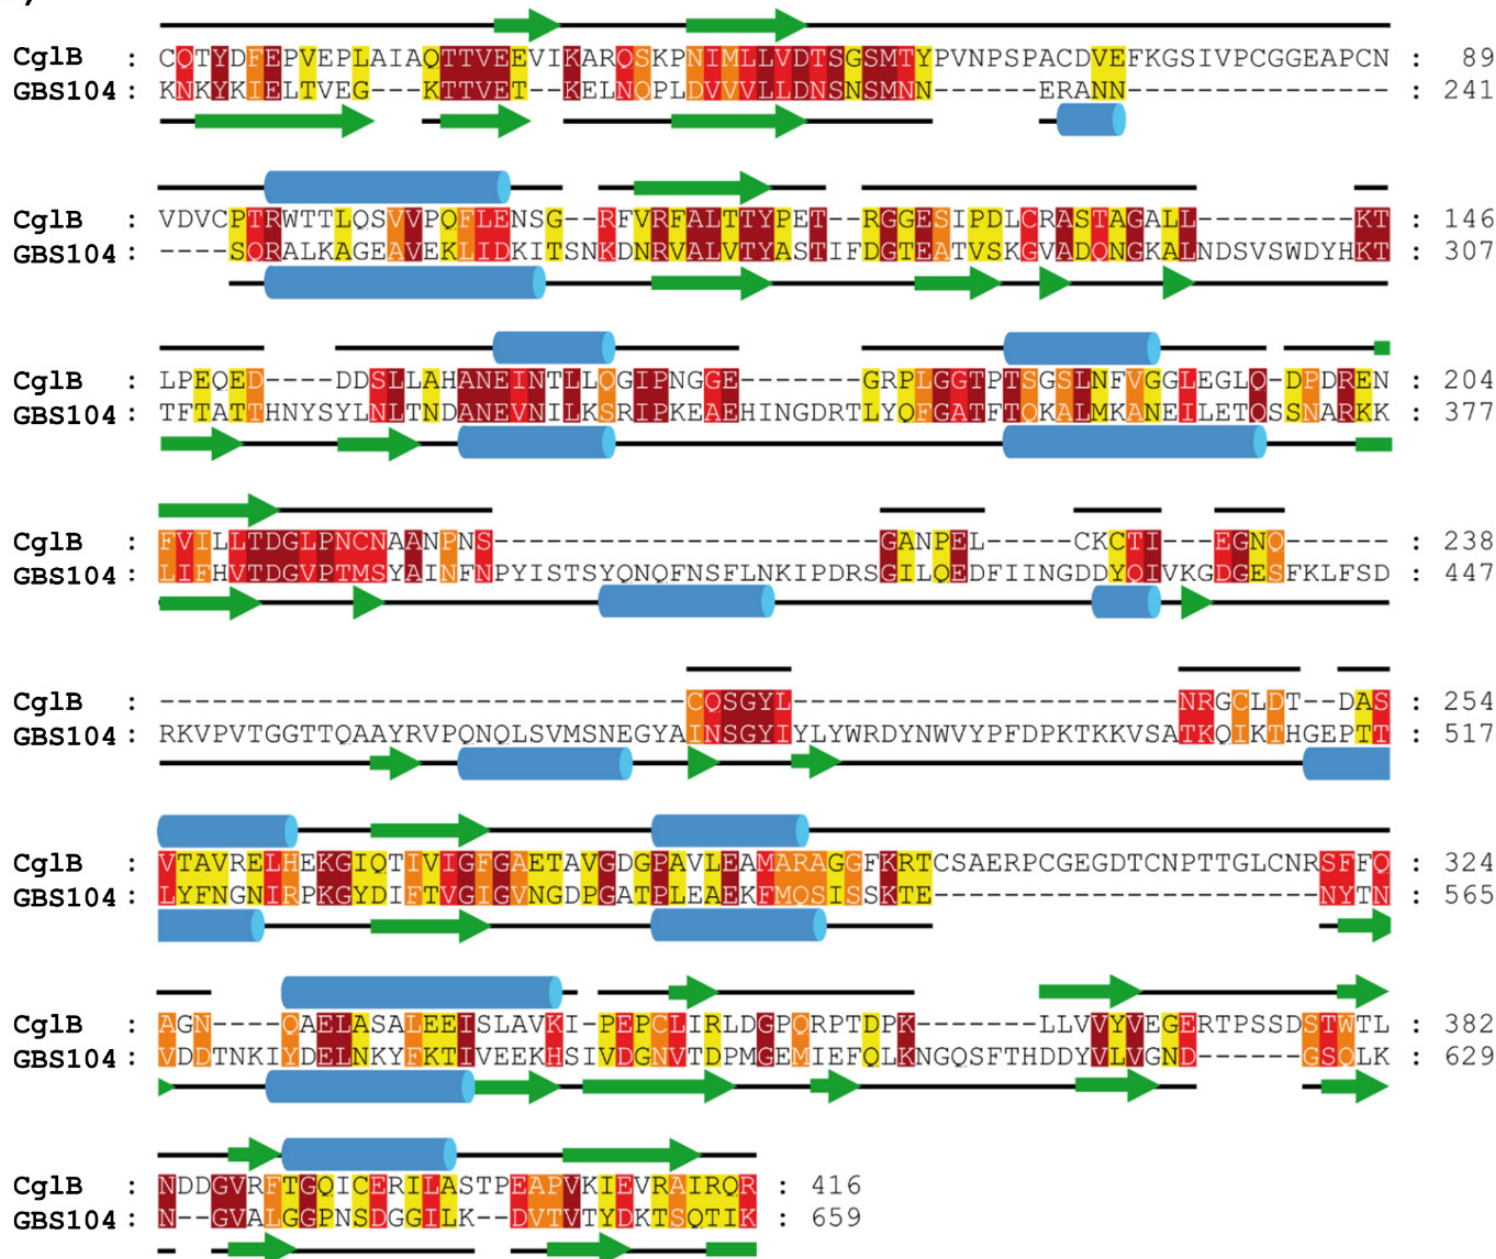 CglB : CQTYDFEPVEPLAIAQTTVEEVIKARQSKPNIMLLVDTSGSMTYPVNPSPACDVEFKGSIVPCGGEAPCN : 89
GBS104 : KNKYKIELTVEG---KTTVET--KELNQPLDVVVLLDNSNSMNN------ERANN--------------- : 241
CglB : VDVCPTRWTTLQSVVPQFLENSG--RFVRFALTTYPET--RGGESIPDLCRASTAGALL---------KT : 146
GBS104 : ----SQRALKAGEAVEKLIDKITSNKDNRVALVTYASTIFDGTEATVSKGVADQNGKALNDSVSWDYHKT : 307
CglB : LPEQED----DDSLLAHANEINTLLQGIPNGGE-------GRPLGGTPTSGSLNFVGGLEGLQ-DPDREN : 204
GBS104 : TFTATTHNYSYLNLTNDANEVNILKSRIPKEAEHINGDRTLYQFGATFTQKALMKANEILETQSSNARKK : 377
CglB : FVILLTDGLPNCNAANPNS----------------------GANPEL-----CKCTI---EGNQ------ : 238
GBS104 : LIFHVTDGVPTMSYAINFNPYISTSYQNQFNSFLNKIPDRSGILQEDFIINGDDYQIVKGDGESFKLFSD : 447
CglB : ------------------------------CQSGYL----------------------NRGCLDT--DAS : 254
GBS104 : RKVPVTGGTTQAAYRVPQNQLSVMSNEGYAINSGYIYLYWRDYNWVYPFDPKTKKVSATKQIKTHGEPTT : 517
CglB : VTAVRELHEKGIQTIVIGFGAETAVGDGPAVLEAMARAGGFKRTCSAERPCGEGDTCNPTTGLCNRSFFQ : 324
GBS104 : LYFNGNIRPKGYDIFTVGIGVNGDPGATPLEAEKFMQSISSKTE----------------------NYTN : 565
CglB : AGN----QAELASALEEISLAVKI-PEPCLIRLDGPQRPTDPK-------LLVVYVEGERTPSSDSTWTL : 382
GBS104 : VDDTNKIYDELNKYFKTIVEEKHSIVDGNVTDPMGEMIEFQLKNGQSFTHDDYVLVGND------GSQLK : 629
CglB : NDDGVRFTGQICERILASTPEAPVKIEVRAIRQR : 416
GBS104 : N--GVALGGPNSDGGILK--DVTVTYDKTSQTIK : 659